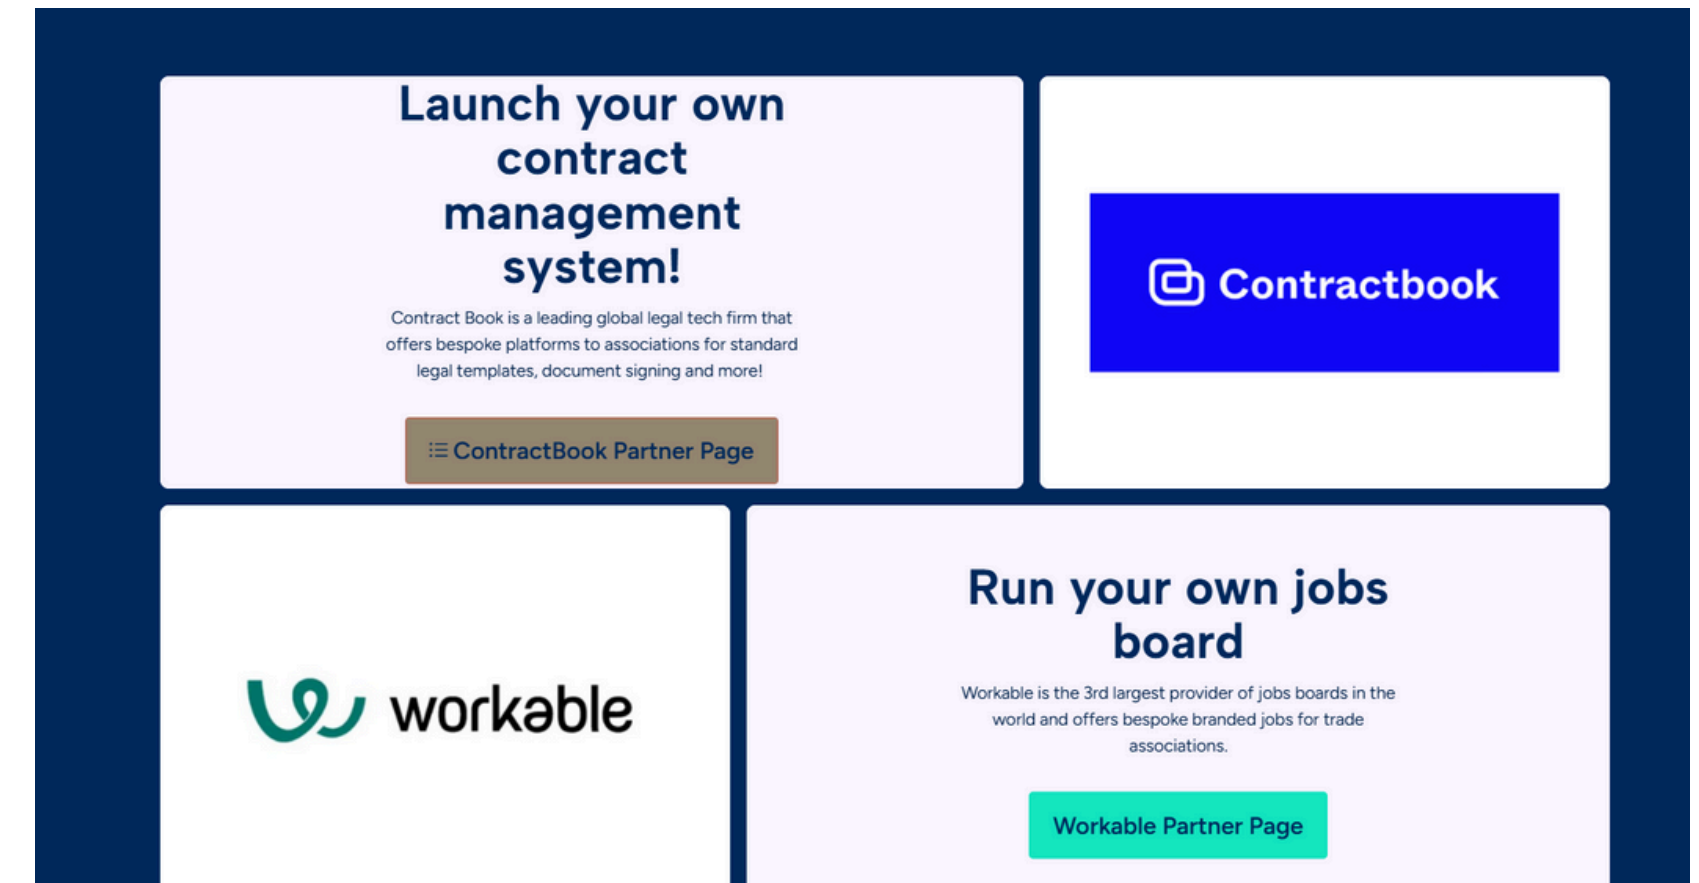 Launch your own
contract
management
system!
Contract Book is a leading global legal tech firm that
offers bespoke platforms to associations for standard
legal templates, document signing and more!
ContractBook Partner Page
Contractbook
workable
Run your own jobs
board
Workable is the 3rd largest provider of jobs boards in the
world and offers bespoke branded jobs for trade
associations.
Workable Partner Page